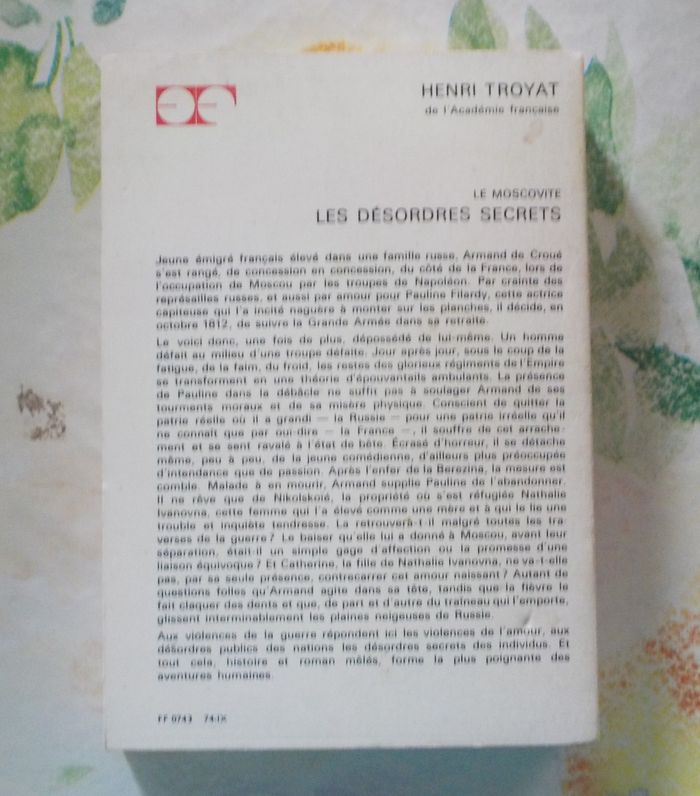 HENRI TROYAT
de l'Académie française
LE MOSCOVITE
LES DÉSORDRES SECRETS
Jeune émigré français élevé dans une famille russe, Armand de Croué
s'est rangé, de concession en concession, du côté de la France, lors de
l'occupation de Moscou par les troupes de Napoléon. Par crainte des
représailles russes, et aussi par amour pour Pauline Filardy, cette actrice
capiteuse qui l'a incité naguère à monter sur les planches, il décide, en
octobre 1812, de suivre la Grande Armée dans sa retraite.
Le voici donc, une fois de plus, dépossédé de lui-même. Un homme
défait au milieu d'une troupe défaite. Jour après jour, sous le coup de la
fatigue, de la faim, du froid, les restes des glorieux régiments de l'Empire
se transforment en une théorie d'épouvantails ambulants. La présence
de Pauline dans la débâcle ne suffit pas à soulager Armand de ses
tourments moraux et de sa misère physique. Conscient de quitter la
patrie réelle où il a grandi — la Russie — pour une patrie irréelle qu'il
ne connaît que par ouï-dire — la France —, il souffre de cet arrache-
ment et se sent ravalé à l'état de bête. Écrasé d'horreur, il se détache
même, peu à peu, de la jeune comédienne, d'ailleurs plus préoccupée
d'intendance que de passion. Après l'enfer de la Berezina, la mesure est
comble. Malade à en mourir, Armand supplie Pauline de l'abandonner.
Il ne rêve que de Nikolskoïé, la propriété où s'est réfugiée Nathalie
Ivanovna, cette femme qui l'a élevé comme une mère et à qui le lie une
trouble et inquiète tendresse. La retrouvera-t-il malgré toutes les tra-
verses de la guerre ? Le baiser qu'elle lui a donné à Moscou, avant leur
séparation, était-il un simple gage d'affection ou la promesse d'une
liaison équivoque ? Et Catherine, la fille de Nathalie Ivanovna, ne va-t-elle
pas, par sa seule présence, contrecarrer cet amour naissant ? Autant de
questions folles qu'Armand agite dans sa tête, tandis que la fièvre le
fait claquer des dents et que, de part et d'autre du traîneau qui l'emporte,
glissent interminablement les plaines neigeuses de Russie.
Aux violences de la guerre répondent ici les violences de l'amour, aux
désordres publics des nations les désordres secrets des individus. Et
tout cela, histoire et roman mêlés, forme la plus poignante des
aventures humaines.
FF 0743 74-IX